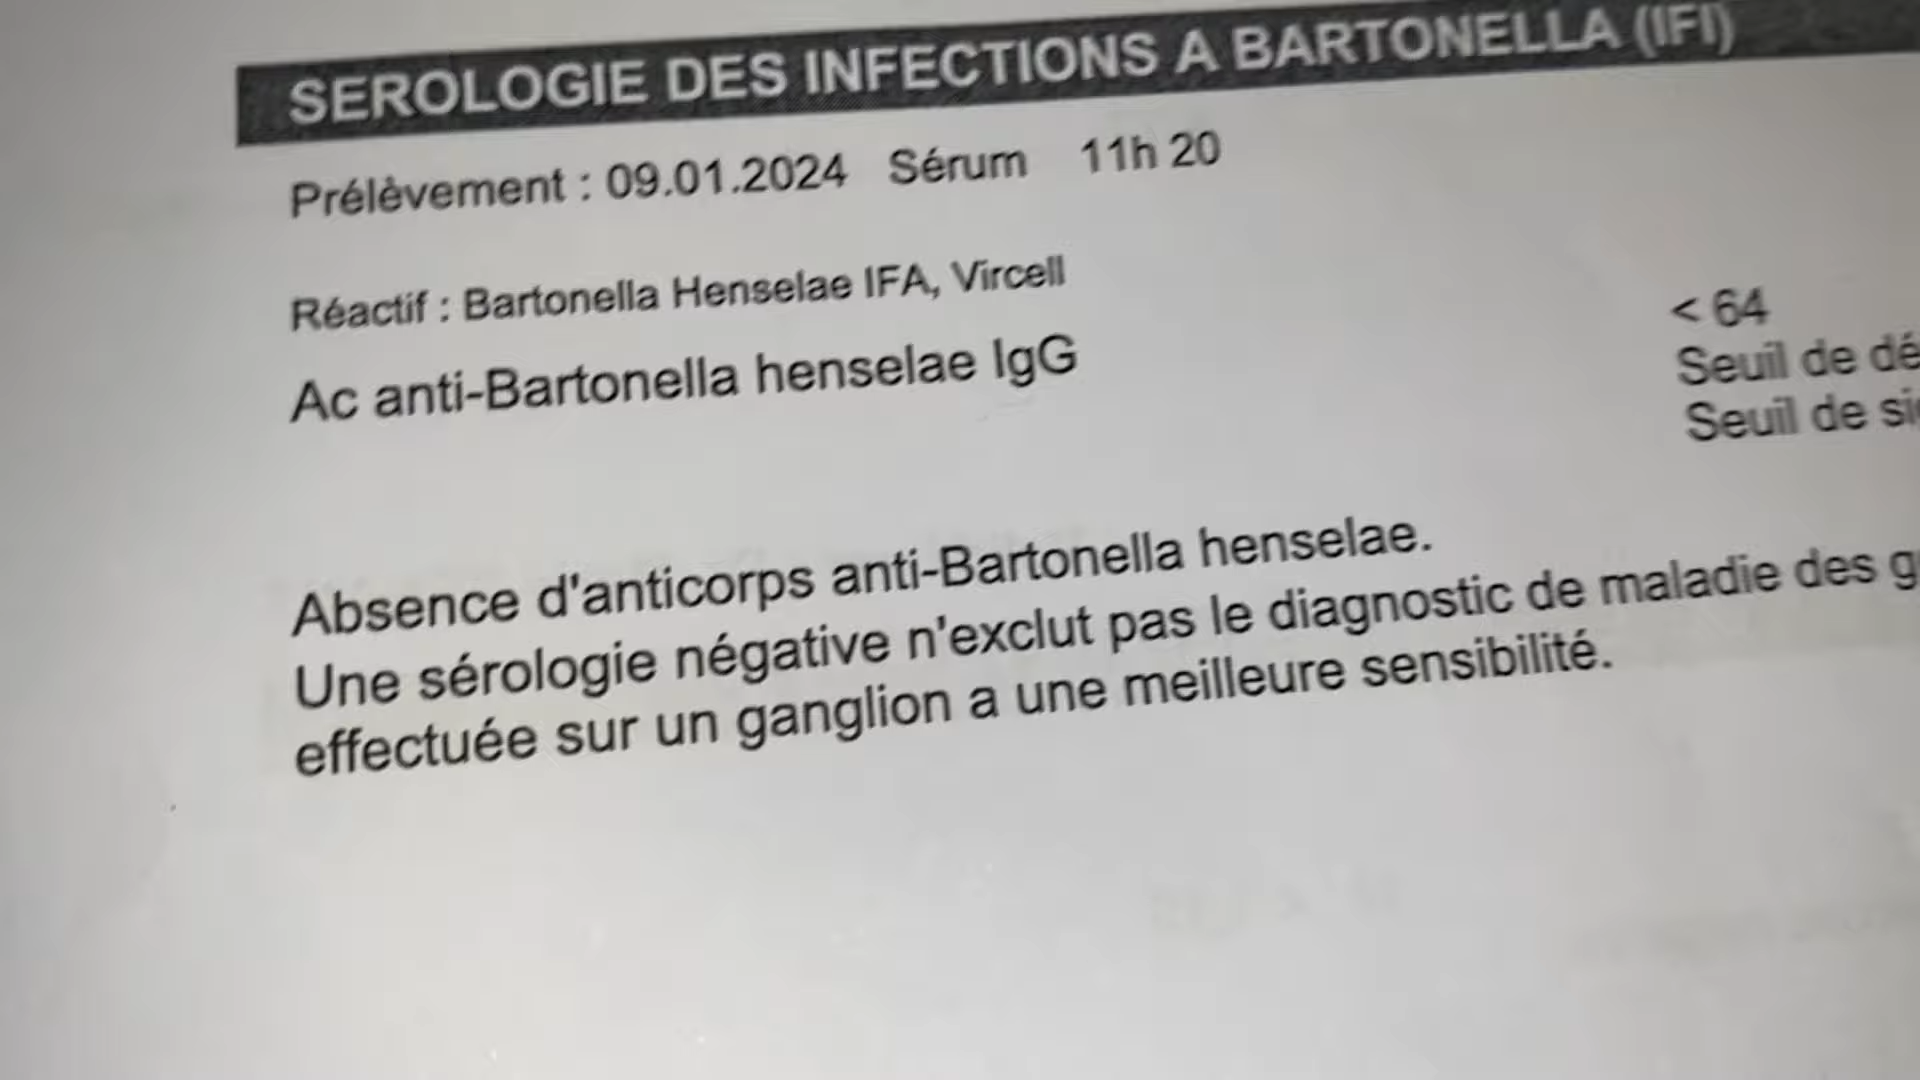 SEROLOGIE DES INFECTIONS A BARTONELLA (IFI)
Prélèvement : 09.01.2024 Sérum 11h 20
Réactif : Bartonella Henselae IFA, Vircell
Ac anti-Bartonella henselae IgG
< 64
Seuil de dé
Seuil de si
Absence d'anticorps anti-Bartonella henselae.
Une sérologie négative n'exclut pas le diagnostic de maladie des g
effectuée sur un ganglion a une meilleure sensibilité.